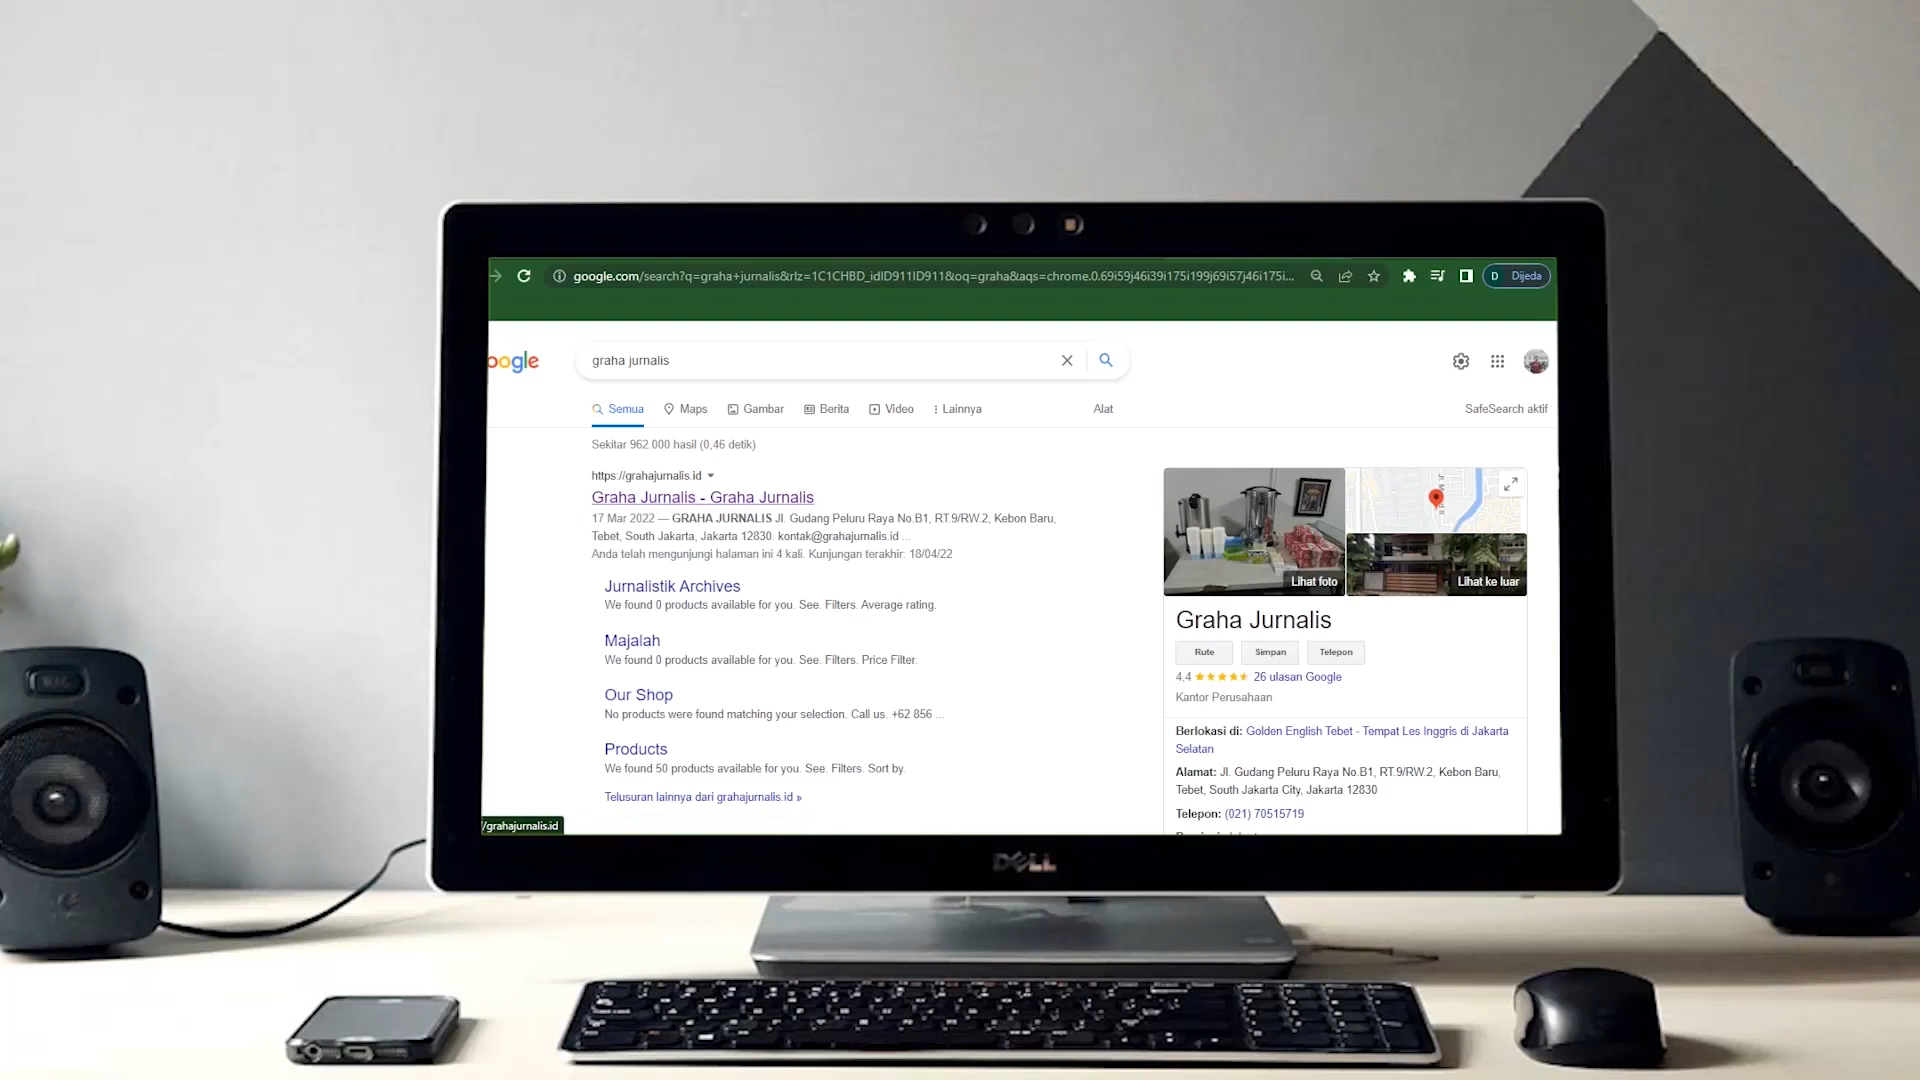 google.com/search?q=graha+jurnalis&rlz=1C1CHBD_idID911ID911&oq=graha&aqs=chrome.0.69i59j46i39i175i199j69i57j46i175i...
Dijeda
oogle
graha jurnalis
Semua Maps Gambar Berita Video Lainnya Alat SafeSearch aktif
Sekitar 962.000 hasil (0,46 detik)
https://grahajurnalis.id
Graha Jurnalis - Graha Jurnalis
17 Mar 2022 — GRAHA JURNALIS Jl. Gudang Peluru Raya No.B1, RT.9/RW.2, Kebon Baru,
Tebet, South Jakarta, Jakarta 12830. kontak@grahajurnalis.id ...
Anda telah mengunjungi halaman ini 4 kali. Kunjungan terakhir: 18/04/22
Jurnalistik Archives
We found 0 products available for you. See. Filters. Average rating.
Majalah
We found 0 products available for you. See. Filters. Price Filter.
Our Shop
No products were found matching your selection. Call us. +62 856 ...
Products
We found 50 products available for you. See. Filters. Sort by.
Telusuran lainnya dari grahajurnalis.id »
/grahajurnalis.id
Lihat foto
Lihat ke luar
Graha Jurnalis
Rute Simpan Telepon
4,4 26 ulasan Google
Kantor Perusahaan
Berlokasi di: Golden English Tebet - Tempat Les Inggris di Jakarta
Selatan
Alamat: Jl. Gudang Peluru Raya No.B1, RT.9/RW.2, Kebon Baru,
Tebet, South Jakarta City, Jakarta 12830
Telepon: (021) 70515719
DELL